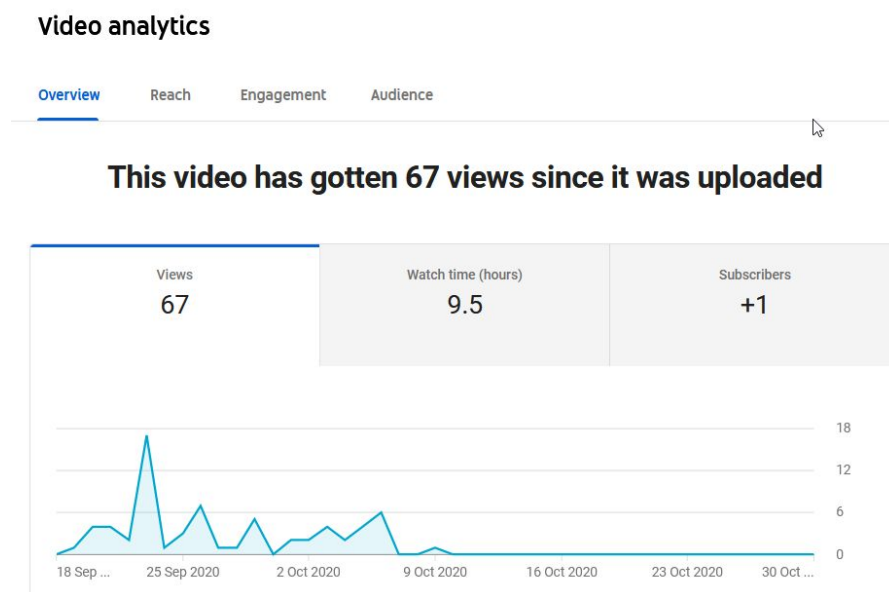 Video analytics
Overview Reach Engagement Audience
This video has gotten 67 views since it was uploaded
Views Watch time (hours) Subscribers
67 9.5 +1
18
12
6
0
18 Sep ... 25 Sep 2020 2 Oct 2020 9 Oct 2020 16 Oct 2020 23 Oct 2020 30 Oct ...